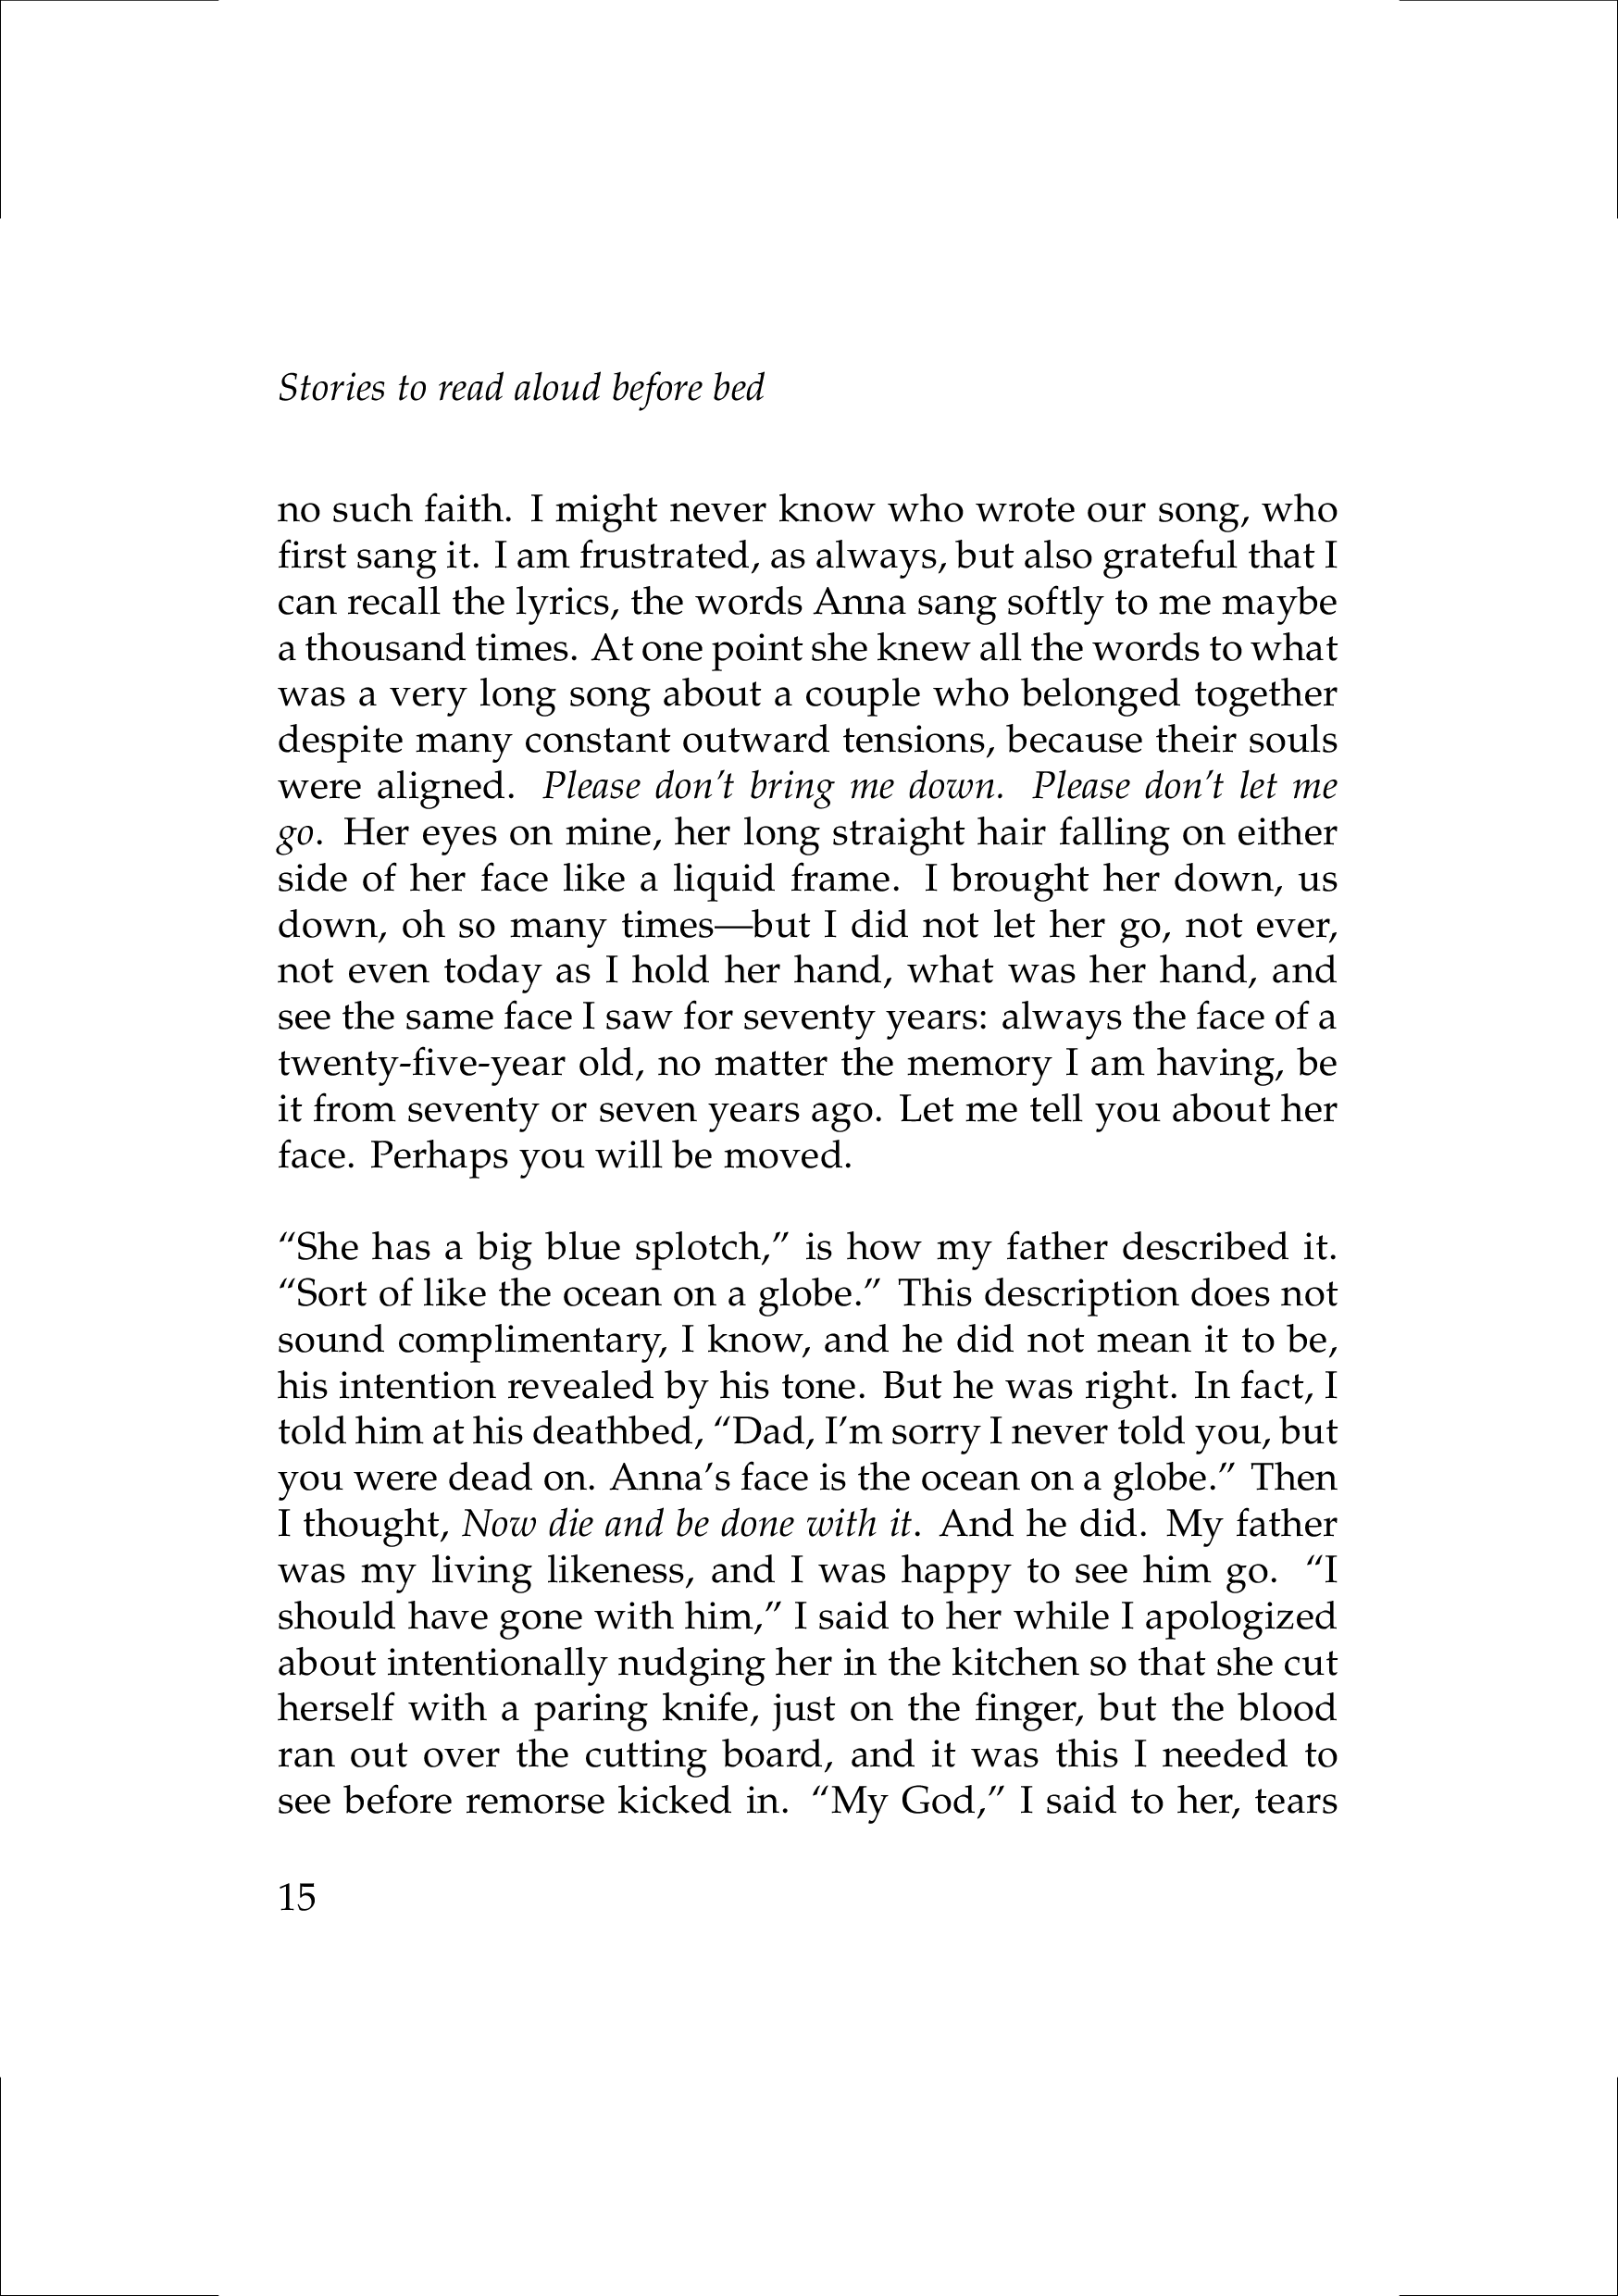 Stories to read aloud before bed
no such faith. I might never know who wrote our song, who
first sang it. I am frustrated, as always, but also grateful that I
can recall the lyrics, the words Anna sang softly to me maybe
a thousand times. At one point she knew all the words to what
was a very long song about a couple who belonged together
despite many constant outward tensions, because their souls
were aligned. Please don’t bring me down. Please don’t let me
go. Her eyes on mine, her long straight hair falling on either
side of her face like a liquid frame. I brought her down, us
down, oh so many times—but I did not let her go, not ever,
not even today as I hold her hand, what was her hand, and
see the same face I saw for seventy years: always the face of a
twenty-five-year old, no matter the memory I am having, be
it from seventy or seven years ago. Let me tell you about her
face. Perhaps you will be moved.
“She has a big blue splotch,” is how my father described it.
“Sort of like the ocean on a globe.” This description does not
sound complimentary, I know, and he did not mean it to be,
his intention revealed by his tone. But he was right. In fact, I
told him at his deathbed, “Dad, I’m sorry I never told you, but
you were dead on. Anna’s face is the ocean on a globe.” Then
I thought, Now die and be done with it. And he did. My father
was my living likeness, and I was happy to see him go. “I
should have gone with him,” I said to her while I apologized
about intentionally nudging her in the kitchen so that she cut
herself with a paring knife, just on the finger, but the blood
ran out over the cutting board, and it was this I needed to
see before remorse kicked in. “My God,” I said to her, tears
15